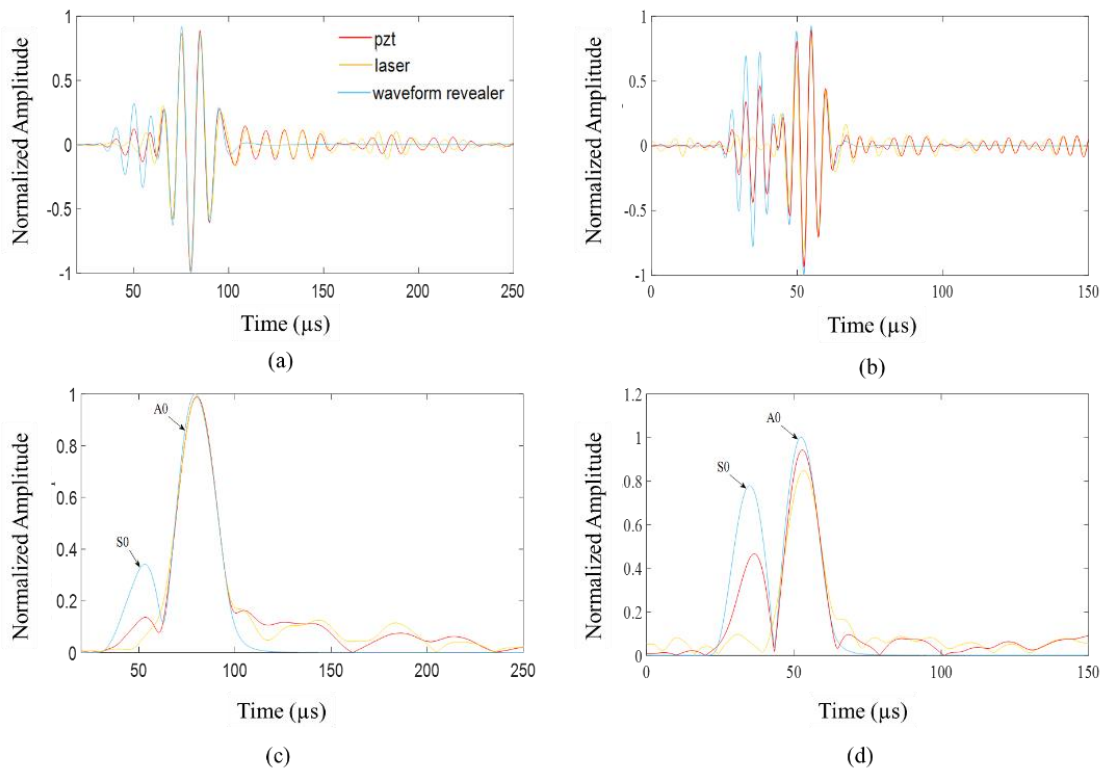 1
0.5
0
-0.5
-1
50
100
150
200
250
Normalized Amplitude
Time (µs)
pzt
laser
waveform revealer
(a)
1
0.5
0
-0.5
-1
0
50
100
150
Normalized Amplitude
Time (µs)
(b)
1
0.8
0.6
0.4
0.2
0
50
100
150
200
250
Normalized Amplitude
A0
S0
Time (µs)
(c)
1.2
1
0.8
0.6
0.4
0.2
0
0
50
100
150
Normalized Amplitude
A0
S0
Time (µs)
(d)